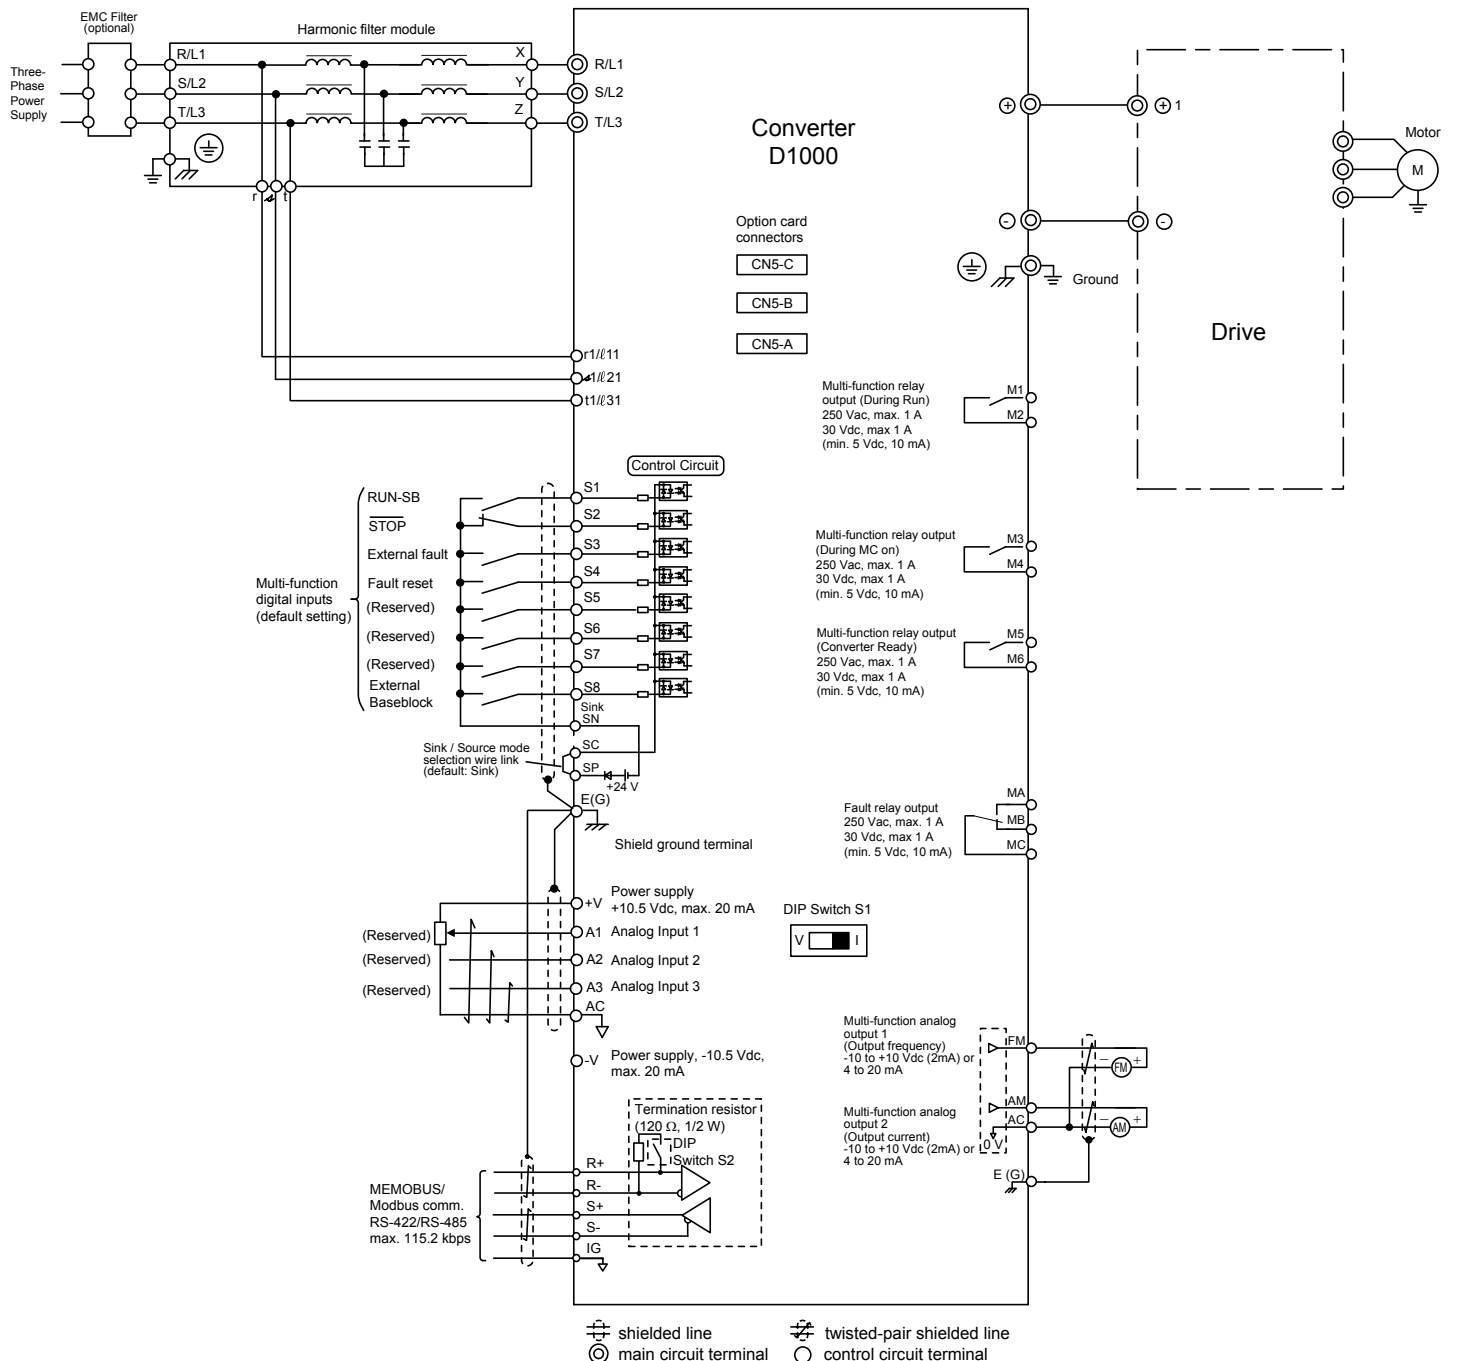 EMC Filter
(optional)
Harmonic filter module
Three-
Phase
Power
Supply
R/L1
S/L2
T/L3
X
Y
Z
r
t
R/L1
S/L2
T/L3
Converter
D1000
Option card
connectors
CN5-C
CN5-B
CN5-A
+
-
Ground
+ 1
-
Drive
Motor
M
r1/ℓ11
1/ℓ21
t1/ℓ31
Multi-function relay
output (During Run)
250 Vac, max. 1 A
30 Vdc, max 1 A
(min. 5 Vdc, 10 mA)
M1
M2
Control Circuit
Multi-function
digital inputs
(default setting)
RUN-SB
STOP
External fault
Fault reset
(Reserved)
(Reserved)
(Reserved)
External
Baseblock
S1
S2
S3
S4
S5
S6
S7
S8
Sink
SN
SC
SP
+24 V
Sink / Source mode
selection wire link
(default: Sink)
E(G)
Shield ground terminal
Multi-function relay output
(During MC on)
250 Vac, max. 1 A
30 Vdc, max 1 A
(min. 5 Vdc, 10 mA)
M3
M4
Multi-function relay output
(Converter Ready)
250 Vac, max. 1 A
30 Vdc, max 1 A
(min. 5 Vdc, 10 mA)
M5
M6
Fault relay output
250 Vac, max. 1 A
30 Vdc, max 1 A
(min. 5 Vdc, 10 mA)
MA
MB
MC
+V
Power supply
+10.5 Vdc, max. 20 mA
(Reserved)
A1 Analog Input 1
(Reserved)
A2 Analog Input 2
(Reserved)
A3 Analog Input 3
AC
-V
Power supply, -10.5 Vdc,
max. 20 mA
DIP Switch S1
V I
Multi-function analog
output 1
(Output frequency)
-10 to +10 Vdc (2mA) or
4 to 20 mA
FM
− FM +
Multi-function analog
output 2
(Output current)
-10 to +10 Vdc (2mA) or
4 to 20 mA
AM
AC
0 V
− AM +
E (G)
Termination resistor
(120 Ω, 1/2 W)
DIP
Switch S2
MEMOBUS/
Modbus comm.
RS-422/RS-485
max. 115.2 kbps
R+
R-
S+
S-
IG
shielded line
twisted-pair shielded line
main circuit terminal
control circuit terminal